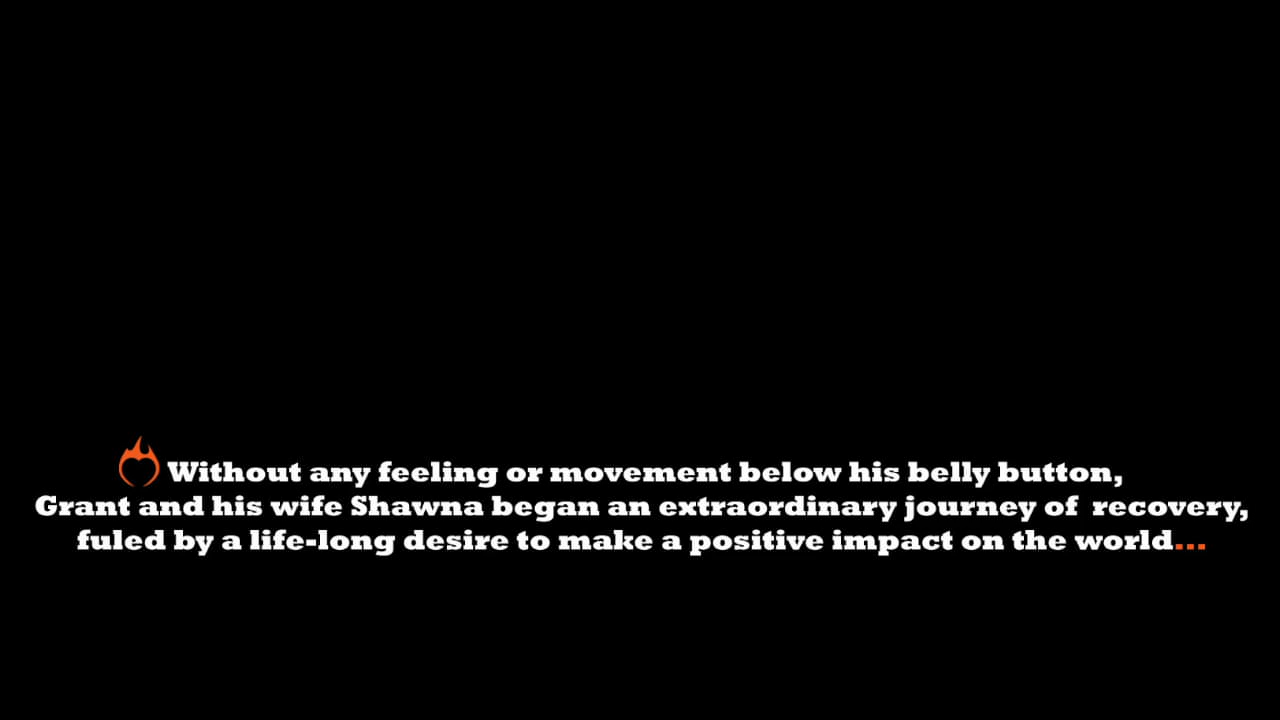 Without any feeling or movement below his belly button,
Grant and his wife Shawna began an extraordinary journey of recovery,
fuled by a life-long desire to make a positive impact on the world...